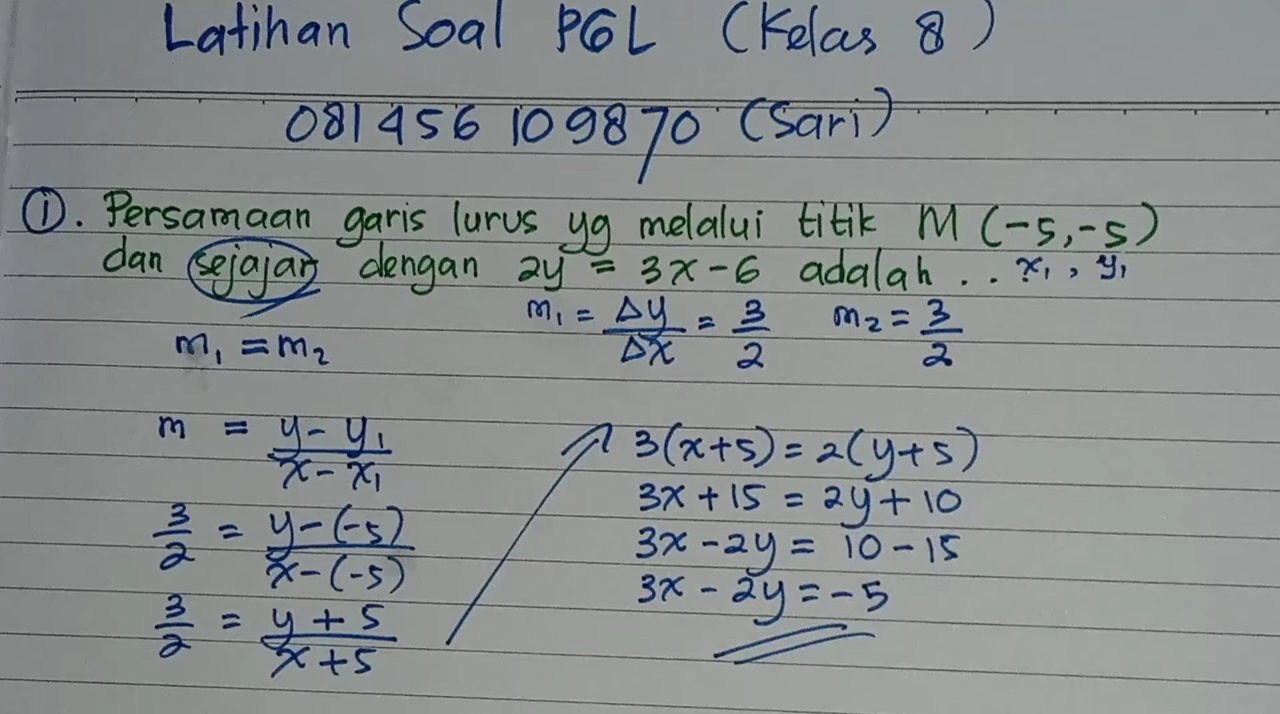 Latihan Soal PGL (Kelas 8)
081456109870 (Sari)
①. Persamaan garis lurus yg melalui titik M (-5,-5)
dan sejajar dengan 2y = 3x-6 adalah . . x₁ , y₁
m₁ = Δy/Δx = 3/2 m₂ = 3/2
m₁ = m₂
m = y - y₁ / x - x₁
3/2 = y-(-5) / x-(-5)
3/2 = y + 5 / x + 5
3(x+5) = 2(y+5)
3x + 15 = 2y + 10
3x - 2y = 10 - 15
3x - 2y = -5